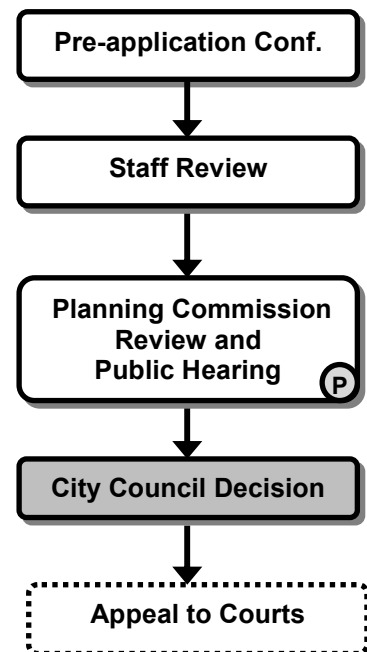 Pre-application Conf.
Staff Review
Planning Commission
Review and
Public Hearing
P
City Council Decision
Appeal to Courts